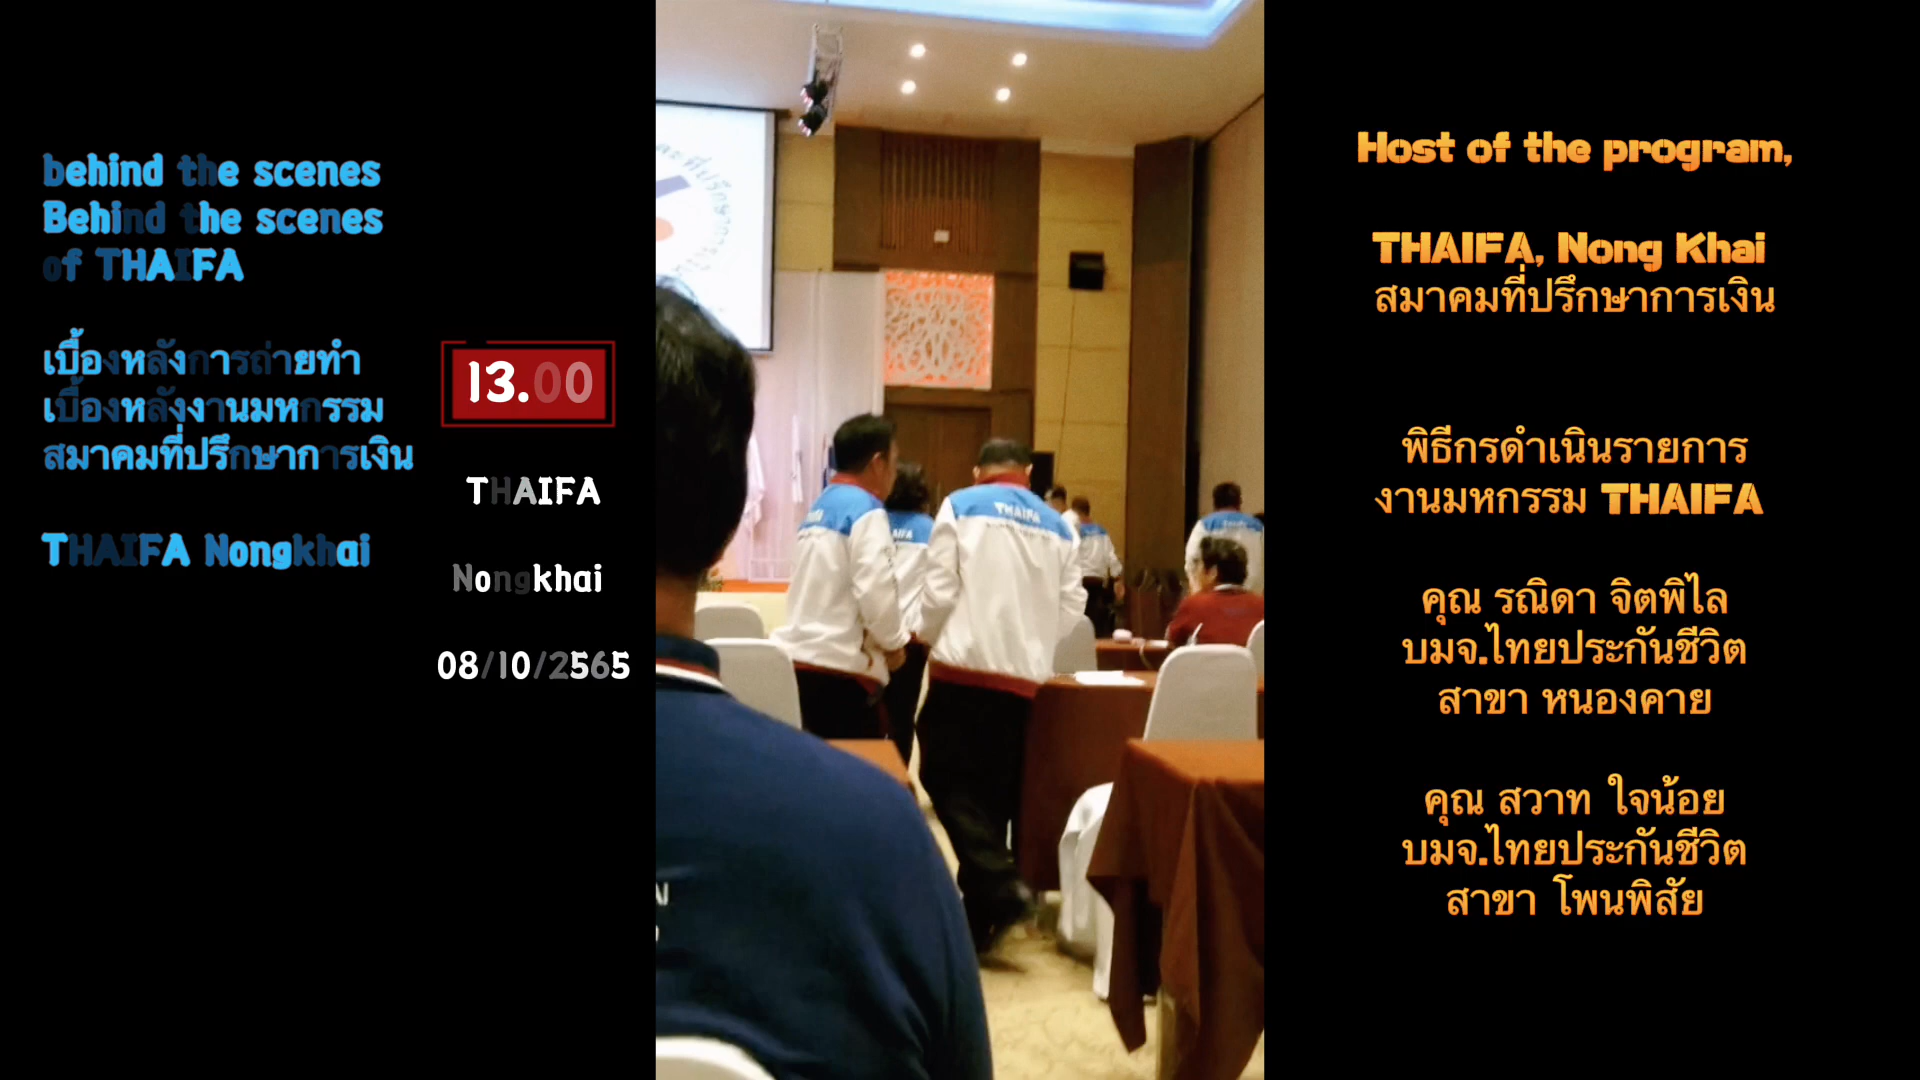 behind the scenes
Behind the scenes
of THAIFA
เบื้องหลังการถ่ายทำ
เบื้องหลังงานมหกรรม
สมาคมที่ปรึกษาการเงิน
THAIFA Nongkhai
13.00
THAIFA
Nongkhai
08/10/2565
THAIFA
Host of the program,
THAIFA, Nong Khai
สมาคมที่ปรึกษาการเงิน
พิธีกรดำเนินรายการ
งานมหกรรม THAIFA
คุณ รณิดา จิตพิไล
บมจ.ไทยประกันชีวิต
สาขา หนองคาย
คุณ สวาท ใจน้อย
บมจ.ไทยประกันชีวิต
สาขา โพนพิสัย